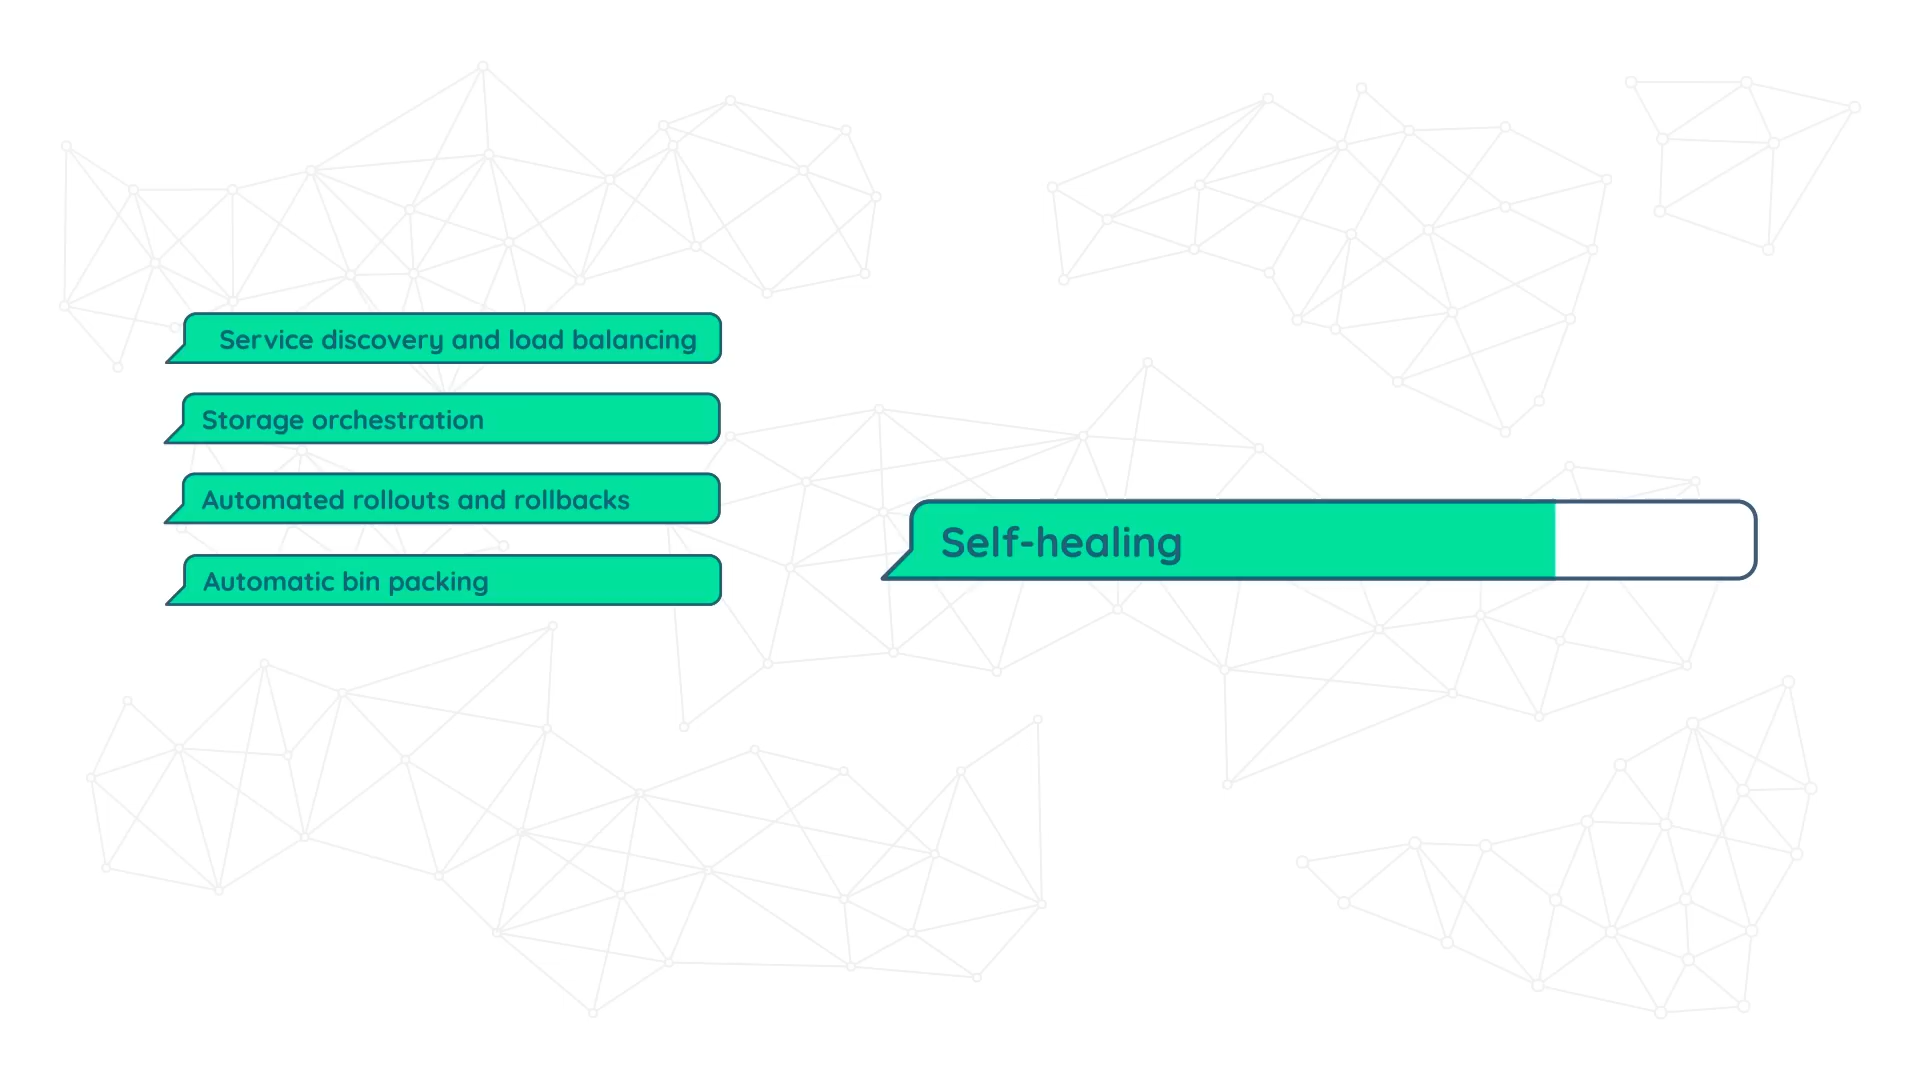 Service discovery and load balancing
Storage orchestration
Automated rollouts and rollbacks
Automatic bin packing
Self-healing